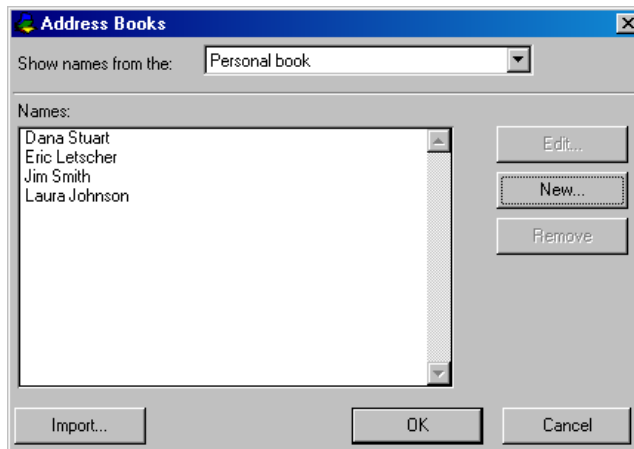 Address Books
Show names from the: Personal book
Names:
Dana Stuart
Eric Letscher
Jim Smith
Laura Johnson
Edit...
New...
Remove
Import... OK Cancel